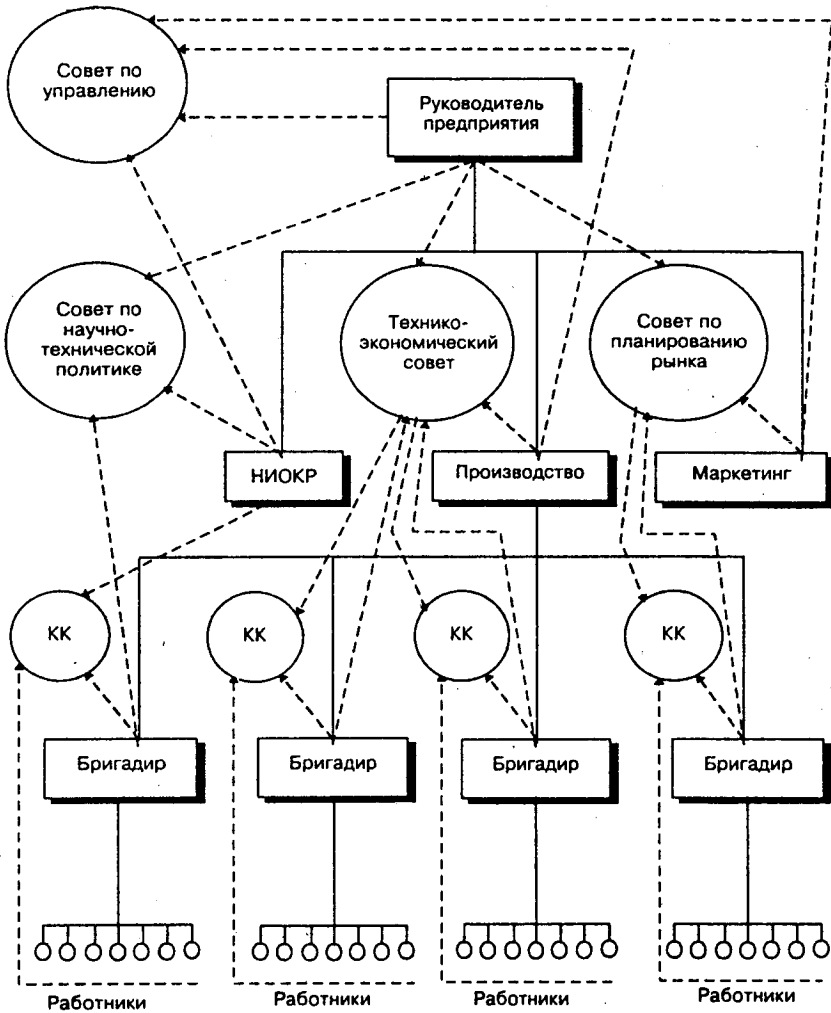 Совет по
управлению
Руководитель
предприятия
Совет по
научно-
технической
политике
Технико-
экономический
совет
Совет по
планированию
рынка
НИОКР
Производство
Маркетинг
КК
КК
КК
КК
Бригадир
Бригадир
Бригадир
Бригадир
Работники
Работники
Работники
Работники